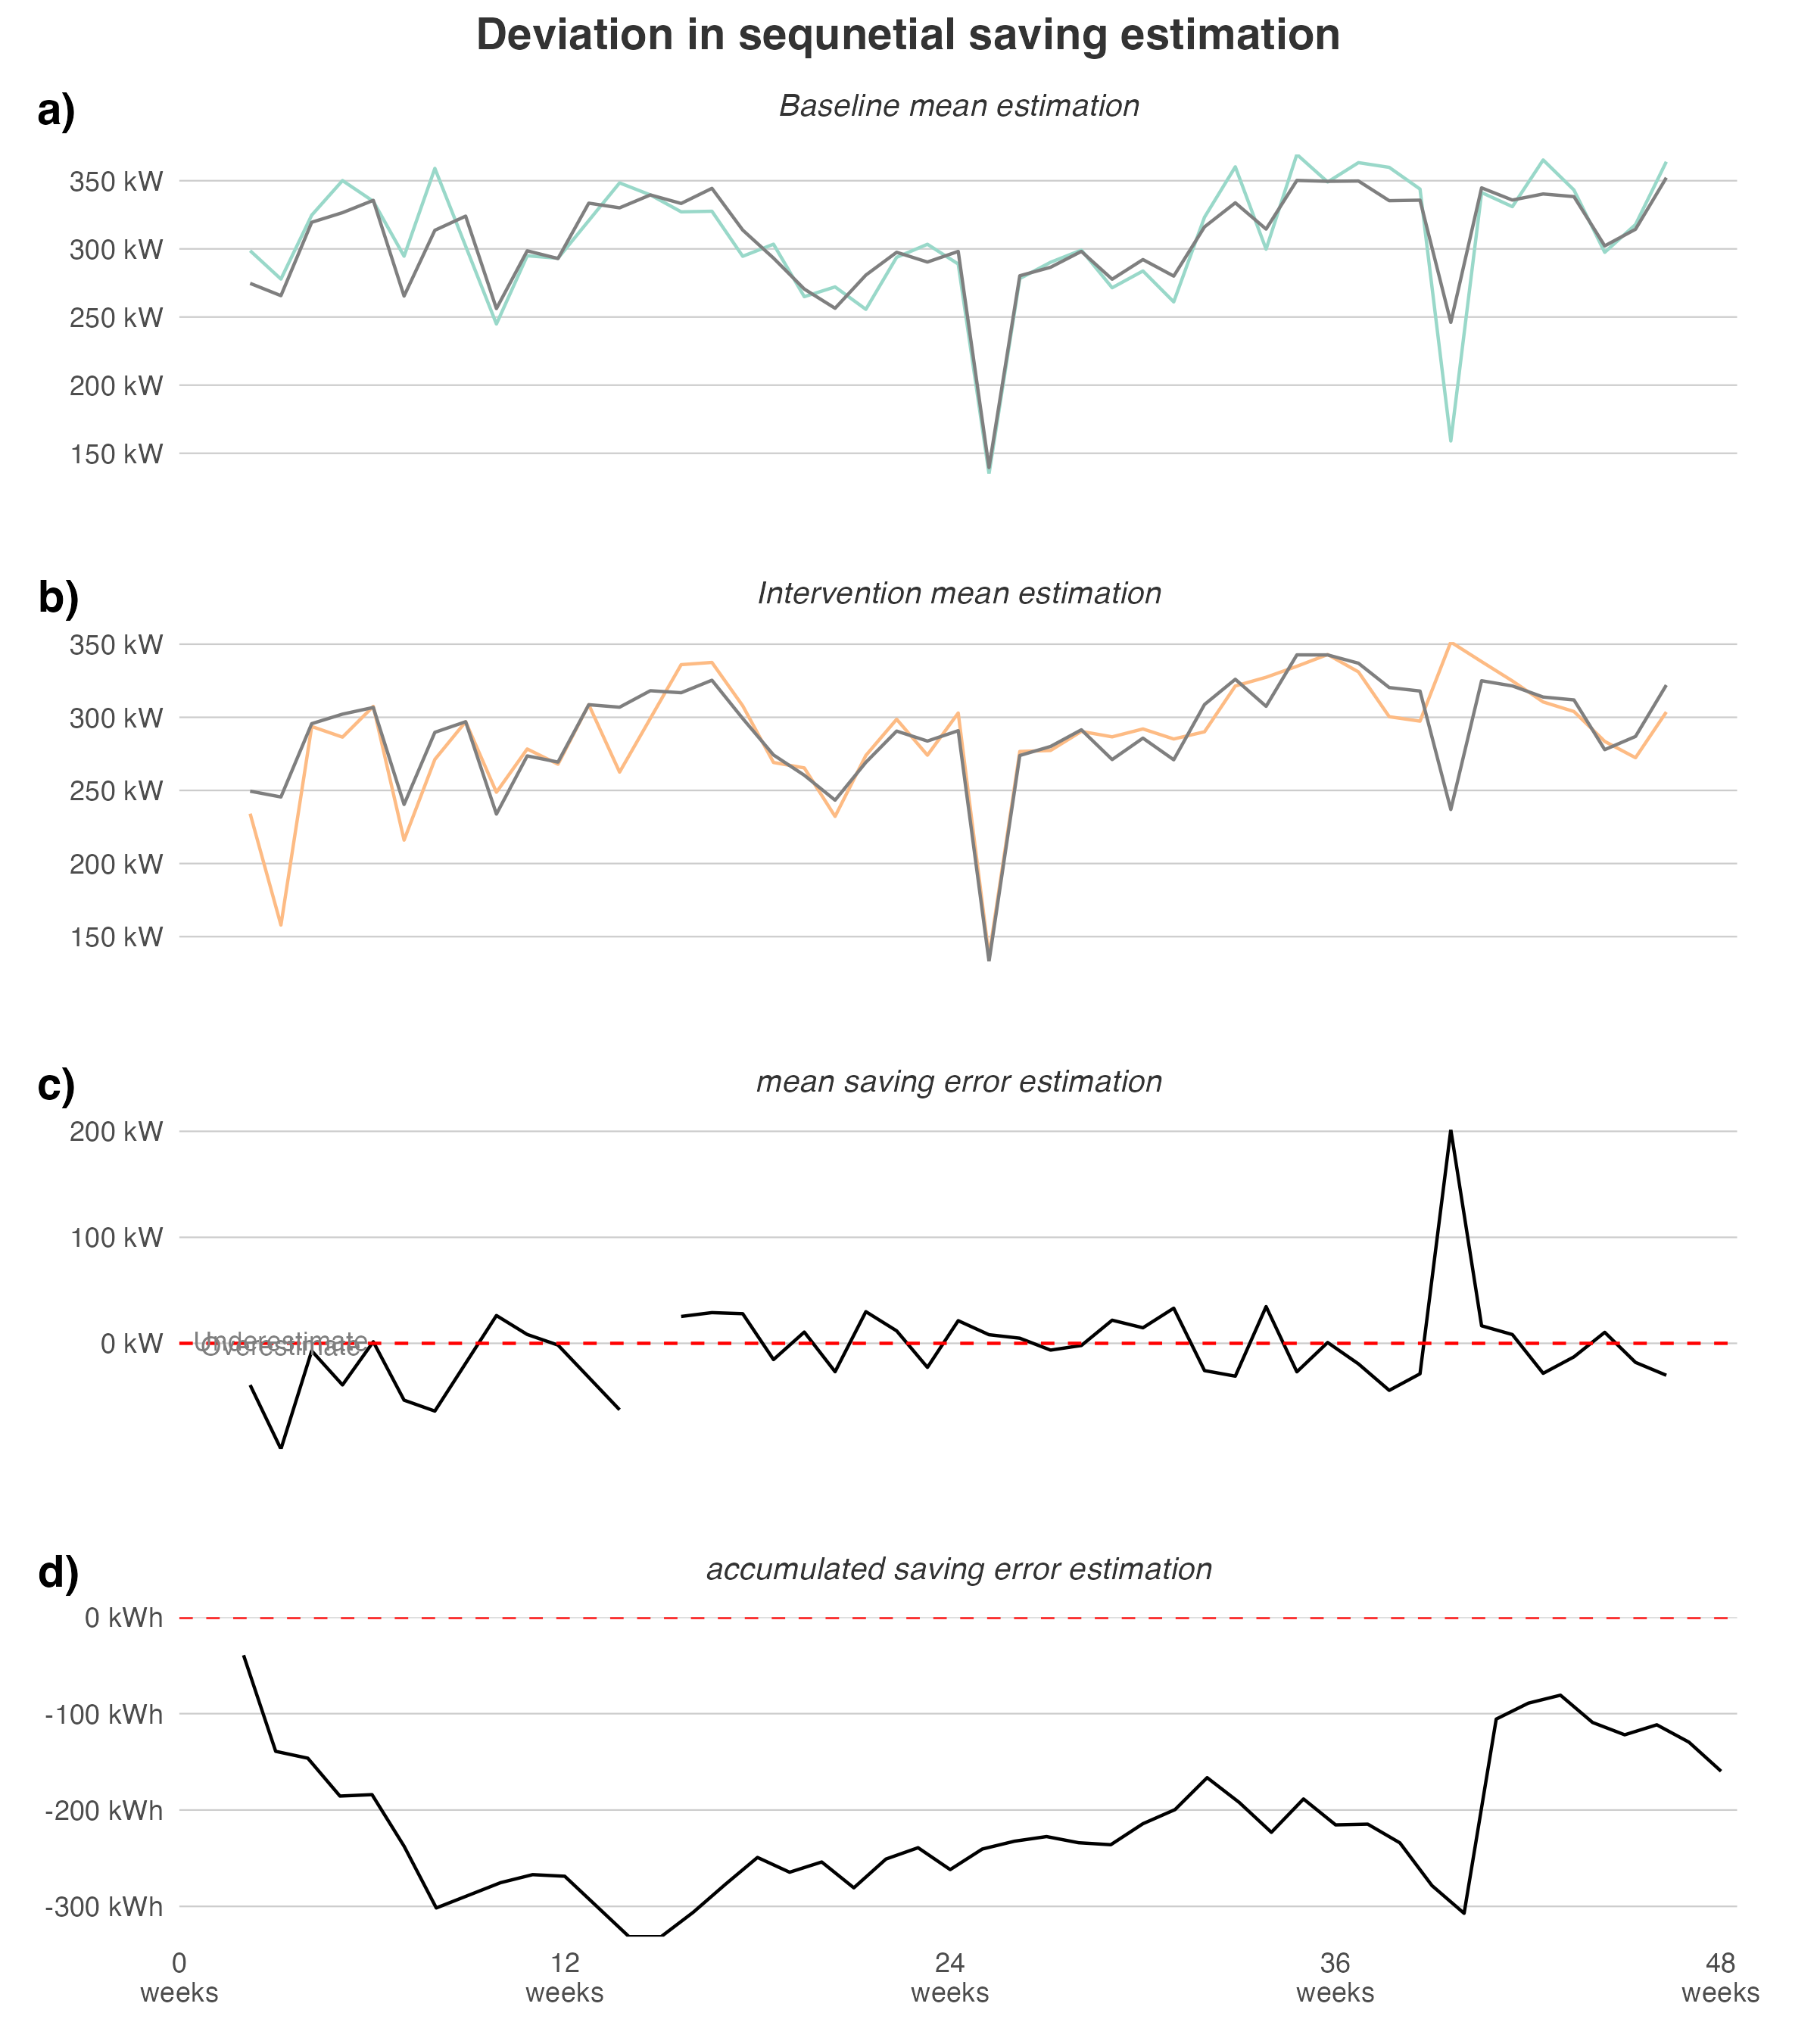 Deviation in sequnetial saving estimation
a)
Baseline mean estimation
350 kW
300 kW
250 kW
200 kW
150 kW
b)
Intervention mean estimation
350 kW
300 kW
250 kW
200 kW
150 kW
c)
mean saving error estimation
200 kW
100 kW
0 kW
Underestimate
Overestimate
d)
accumulated saving error estimation
0 kWh
-100 kWh
-200 kWh
-300 kWh
0 12 24 36 48
weeks weeks weeks weeks weeks